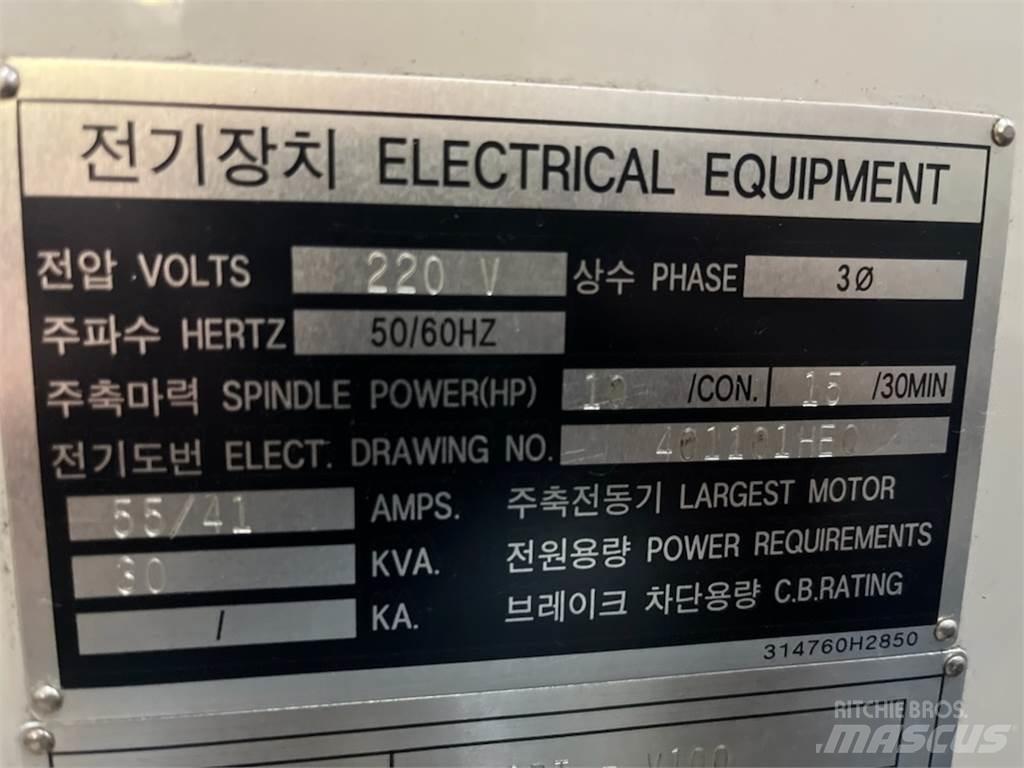 전기장치 ELECTRICAL EQUIPMENT
전압 VOLTS 220 V 상수 PHASE 3Ø
주파수 HERTZ 50/60HZ
주축마력 SPINDLE POWER(HP) 10 /CON. 15 /30MIN
전기도번 ELECT. DRAWING NO. 401101HE0
55/41 AMPS. 주축전동기 LARGEST MOTOR
30 KVA. 전원용량 POWER REQUIREMENTS
/ KA. 브레이크 차단용량 C.B.RATING
314760H2850
RITCHIE BROS.
MASCUS